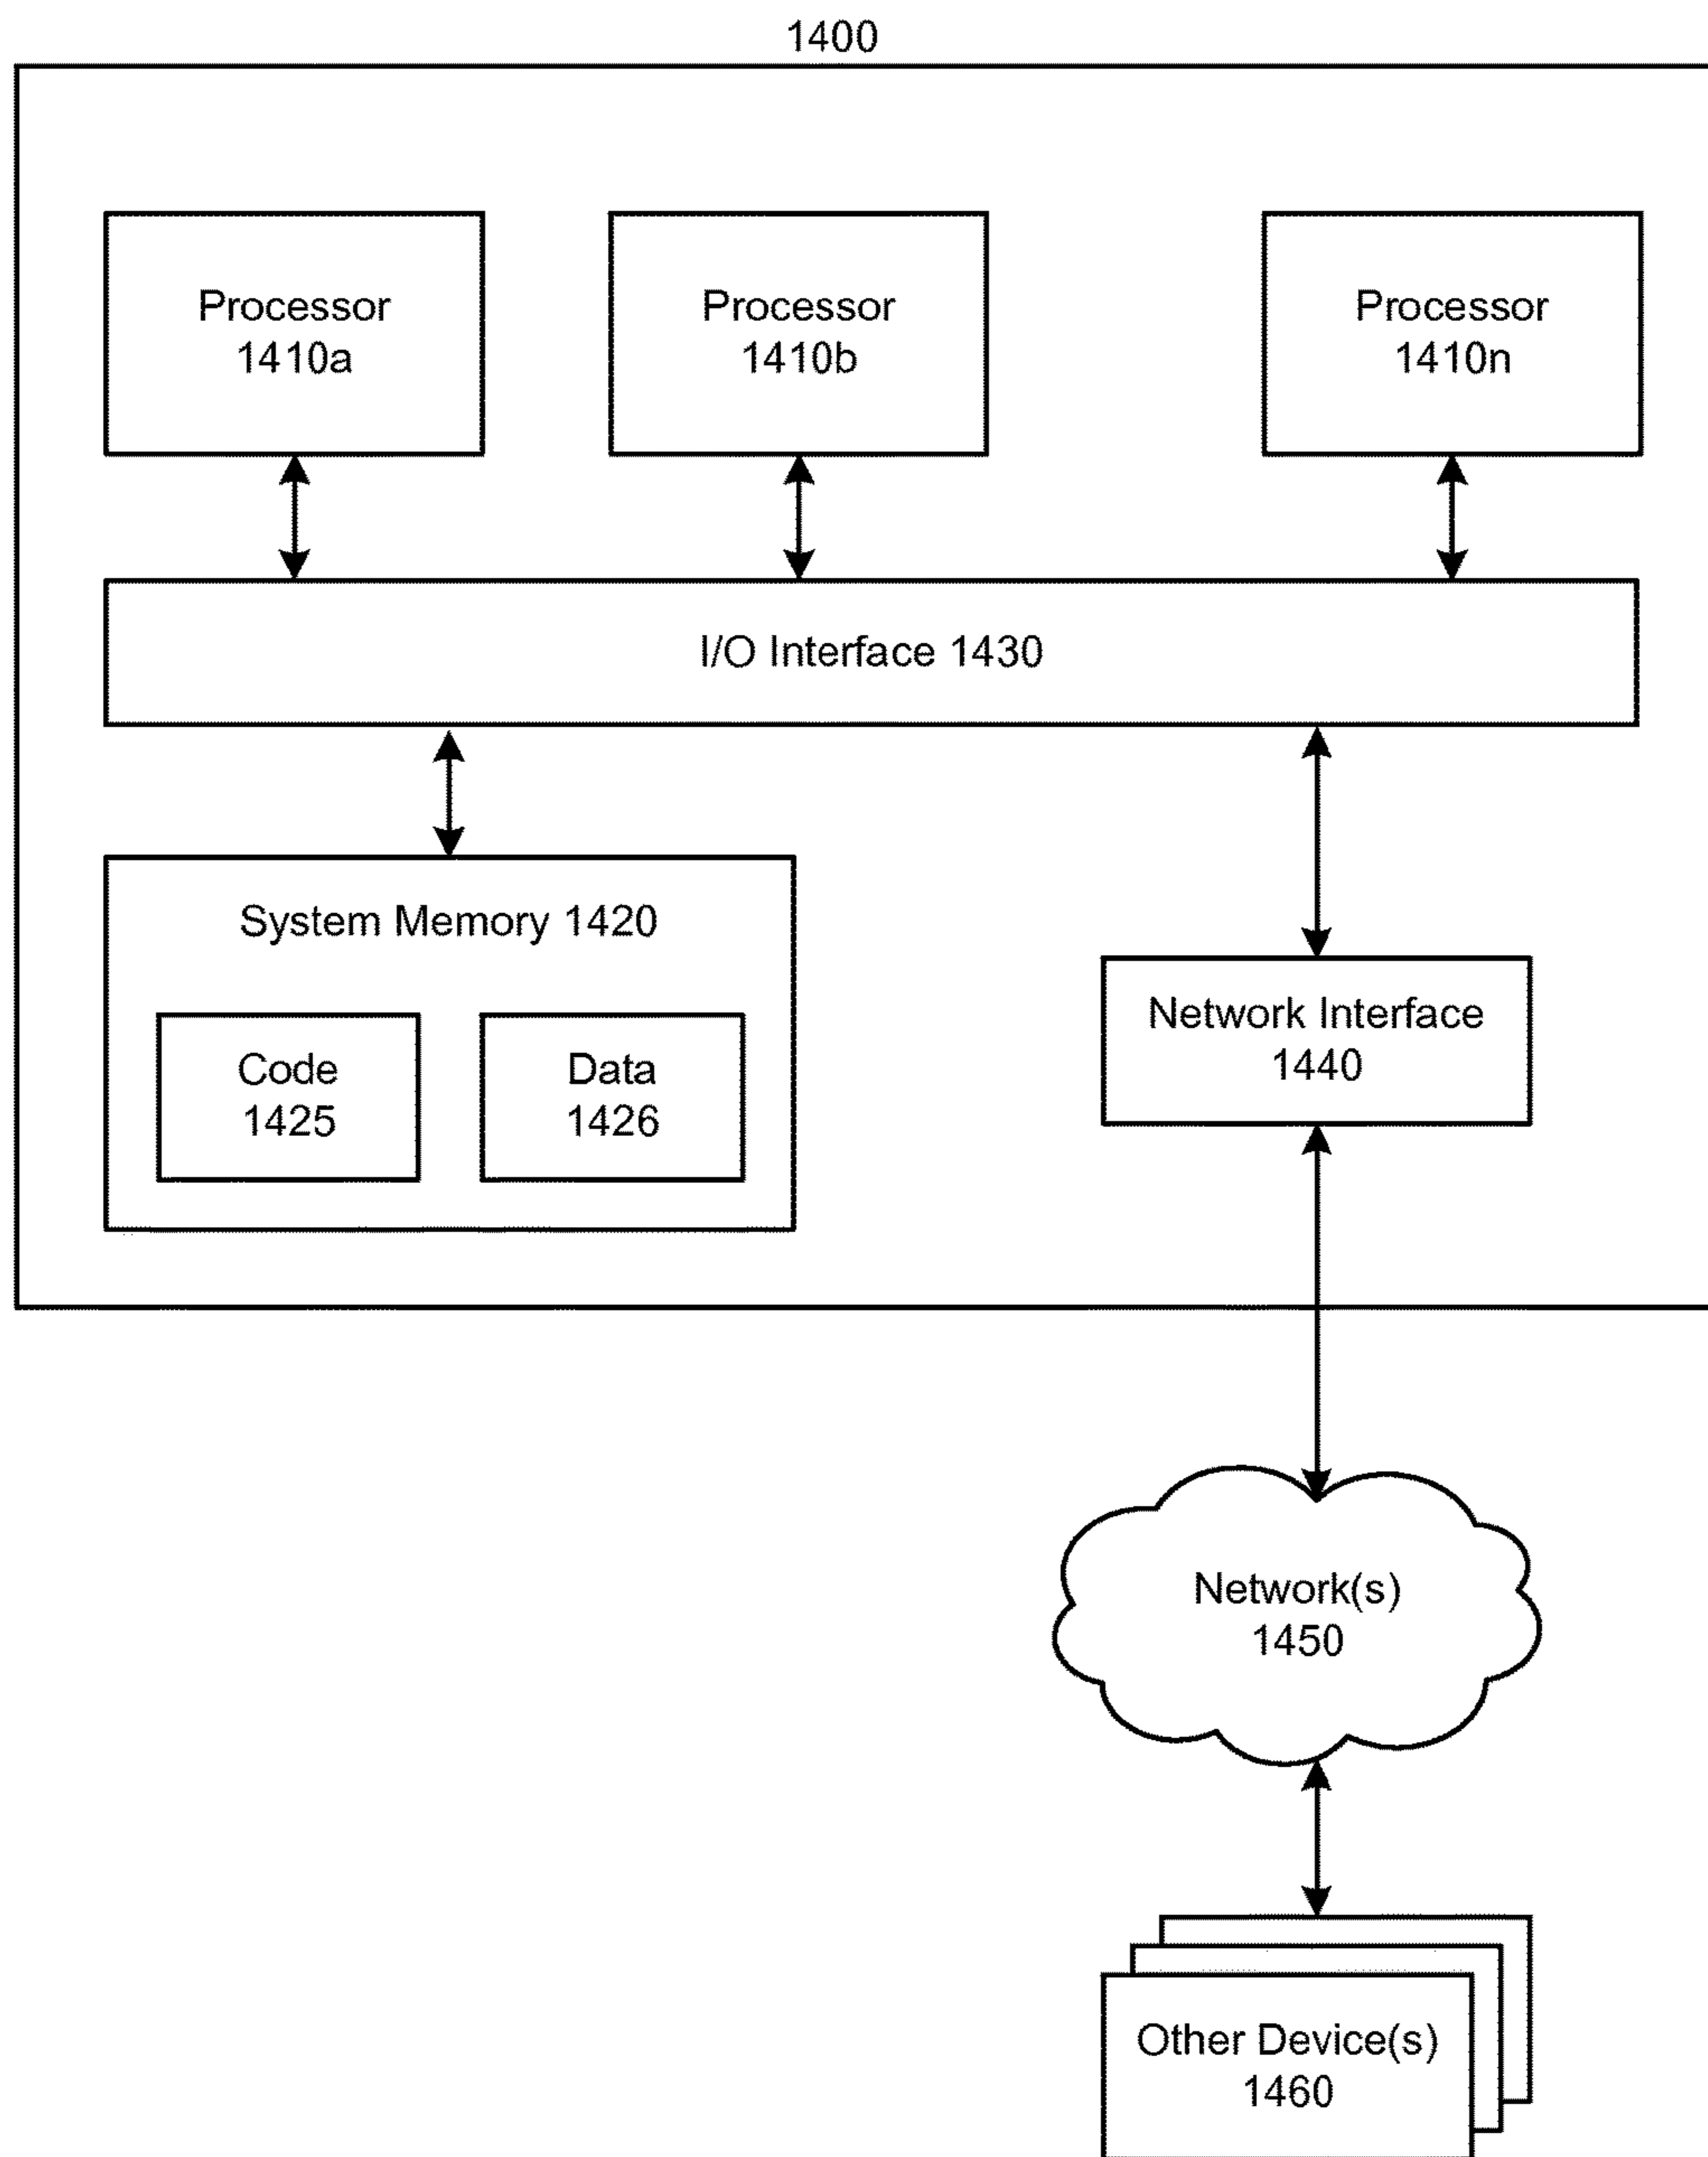 1400
Processor
1410a
Processor
1410b
Processor
1410n
I/O Interface 1430
System Memory 1420
Code
1425
Data
1426
Network Interface
1440
Network(s)
1450
Other Device(s)
1460